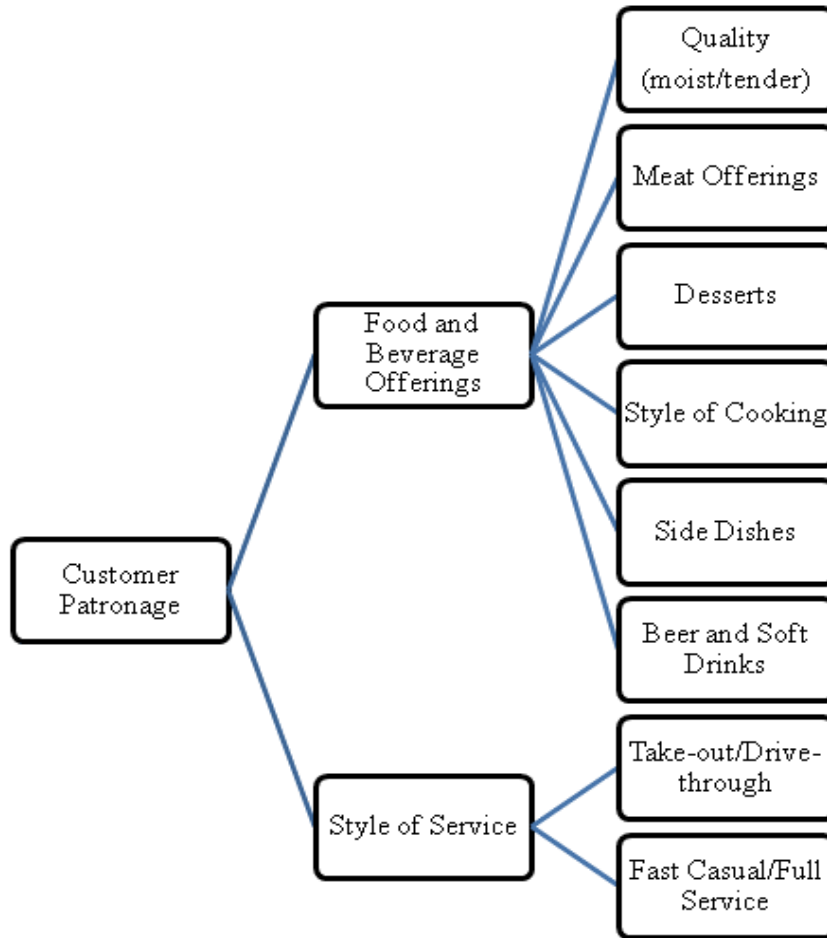 Quality
(moist/tender)
Meat Offerings
Desserts
Food and
Beverage
Offerings
Style of Cooking
Side Dishes
Customer
Patronage
Beer and Soft
Drinks
Take-out/Drive-
through
Style of Service
Fast Casual/Full
Service